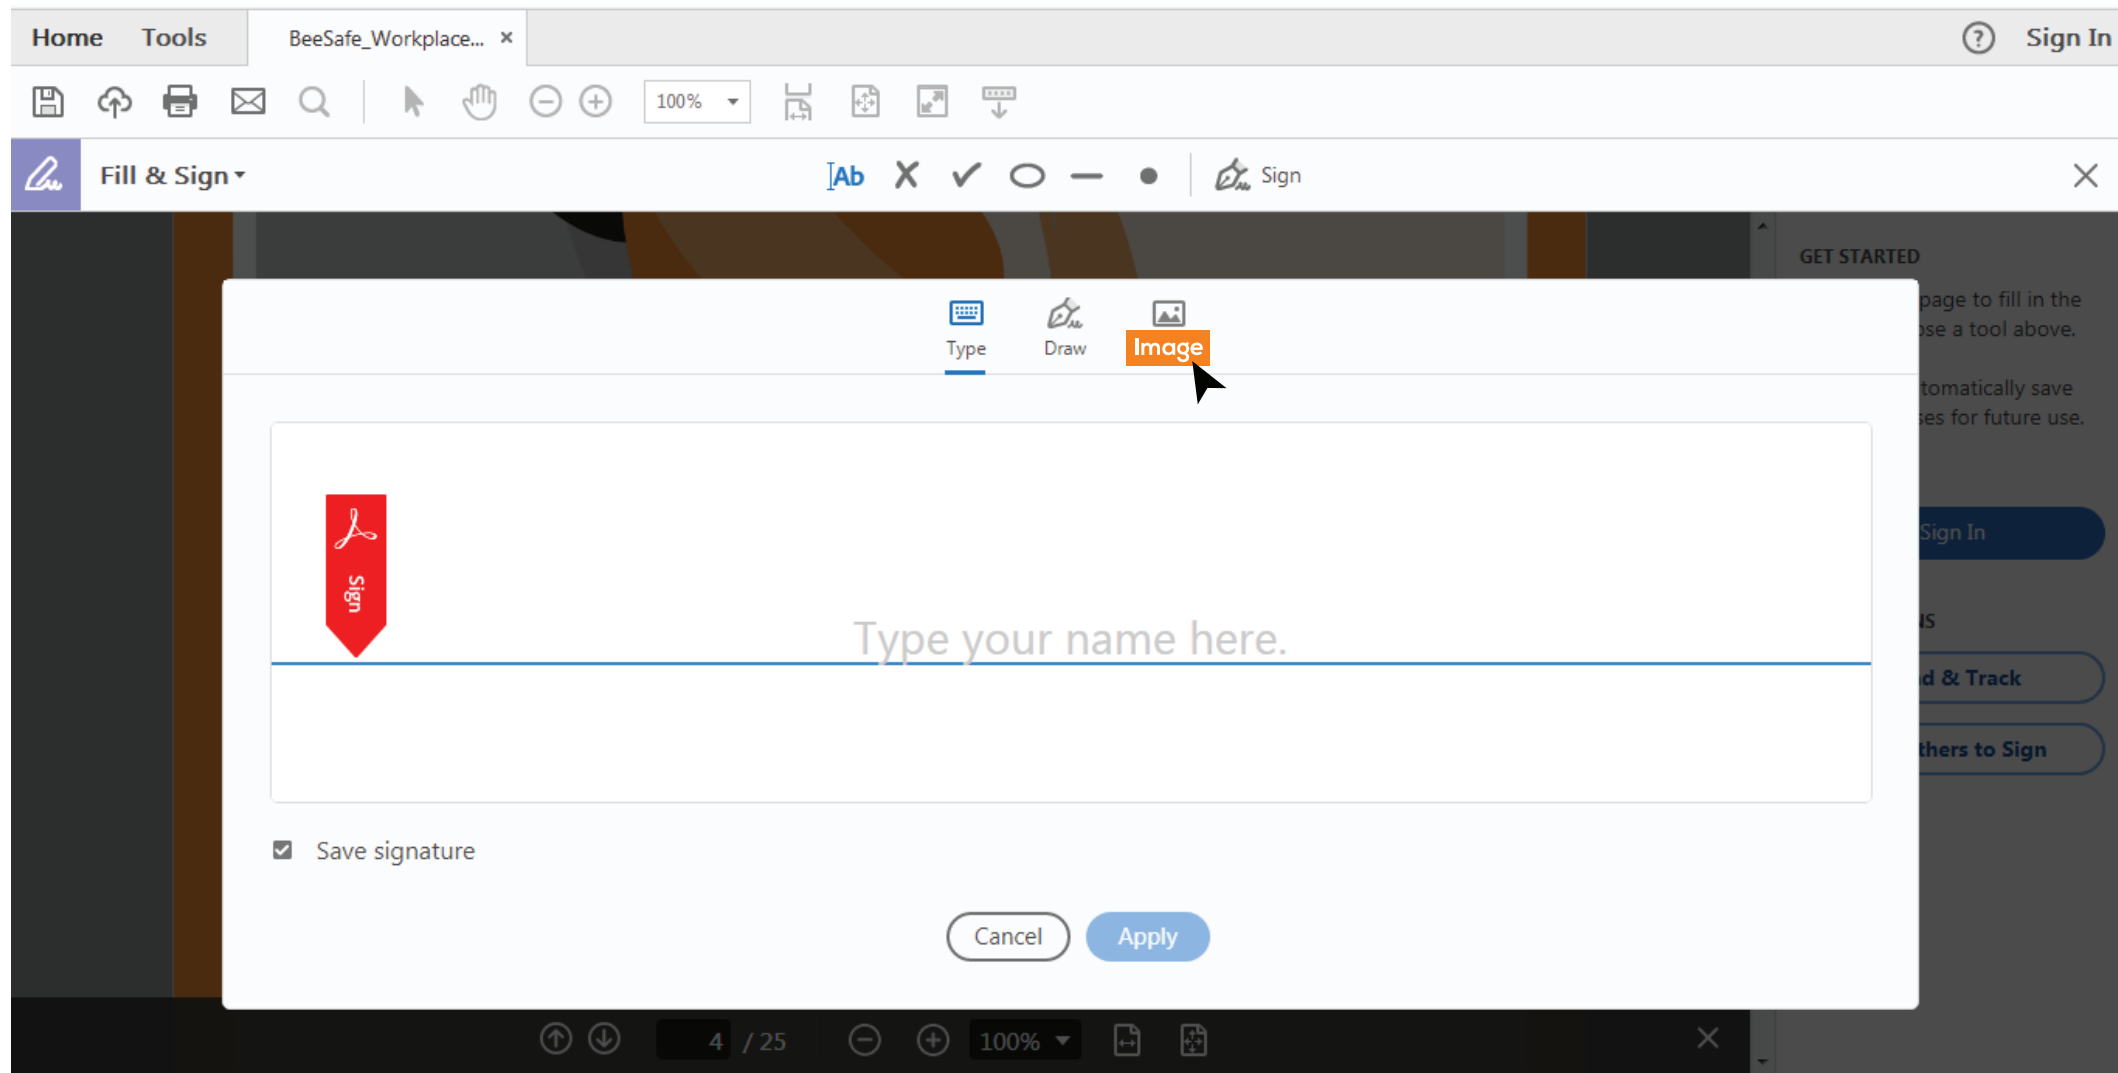 Home Tools BeeSafe_Workplace... × ? Sign In
100%
Fill & Sign Ab Sign
GET STARTED
page to fill in the
se a tool above.
tomatically save
ses for future use.
Sign In
NS
d & Track
thers to Sign
Type Draw Image
Sign
Type your name here.
Save signature
Cancel Apply
4 / 25 100%